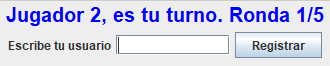 Jugador 2, es tu turno. Ronda 1/5
Escribe tu usuario Registrar